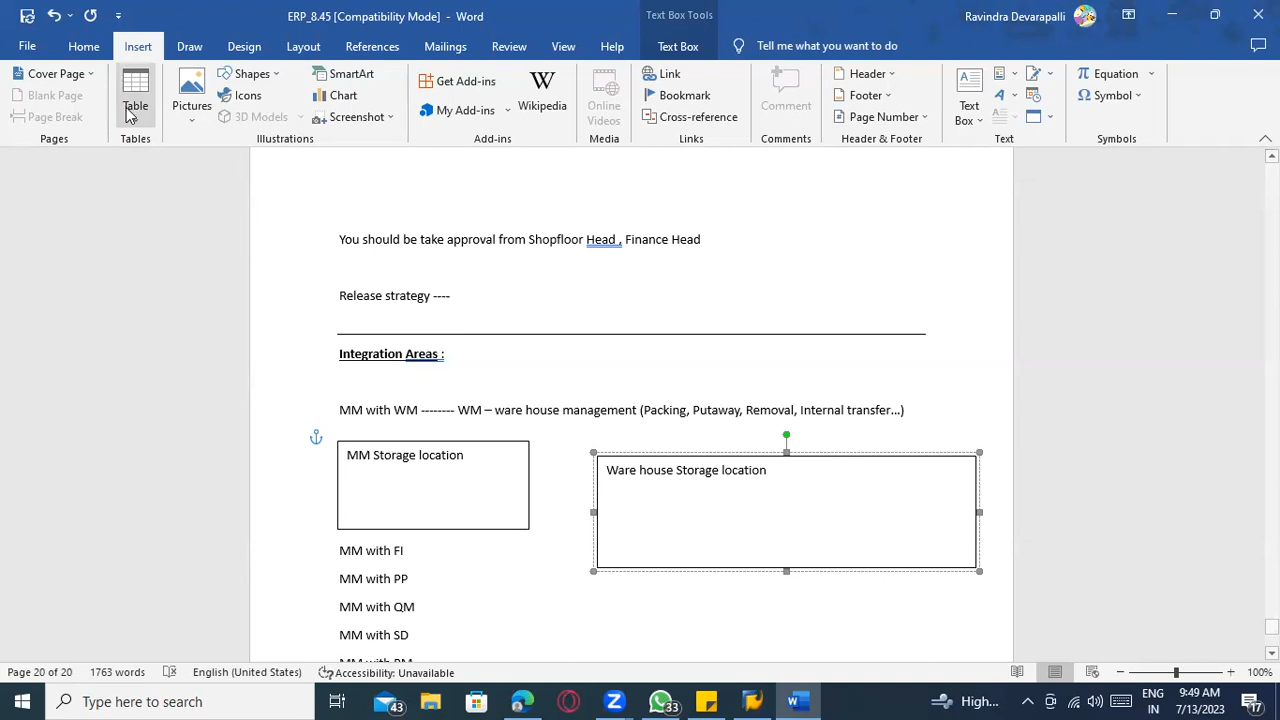 ERP_8.45 [Compatibility Mode] - Word
Text Box Tools
Ravindra Devarapalli
File
Home
Insert
Draw
Design
Layout
References
Mailings
Review
View
Help
Text Box
Tell me what you want to do
Cover Page
Blank Page
Page Break
Pages
Table
Tables
Pictures
Shapes
Icons
3D Models
SmartArt
Chart
Screenshot
Illustrations
Get Add-ins
My Add-ins
Wikipedia
Add-ins
Online Videos
Media
Link
Bookmark
Cross-reference
Links
Comment
Comments
Header
Footer
Page Number
Header & Footer
Text Box
Text
Equation
Symbol
Symbols
You should be take approval from Shopfloor Head , Finance Head
Release strategy ----
Integration Areas :
MM with WM -------- WM – ware house management (Packing, Putaway, Removal, Internal transfer...)
MM Storage location
Ware house Storage location
MM with FI
MM with PP
MM with QM
MM with SD
Page 20 of 20
1763 words
English (United States)
Accessibility: Unavailable
100%
Type here to search
43
33
High...
ENG
IN
9:49 AM
7/13/2023
17